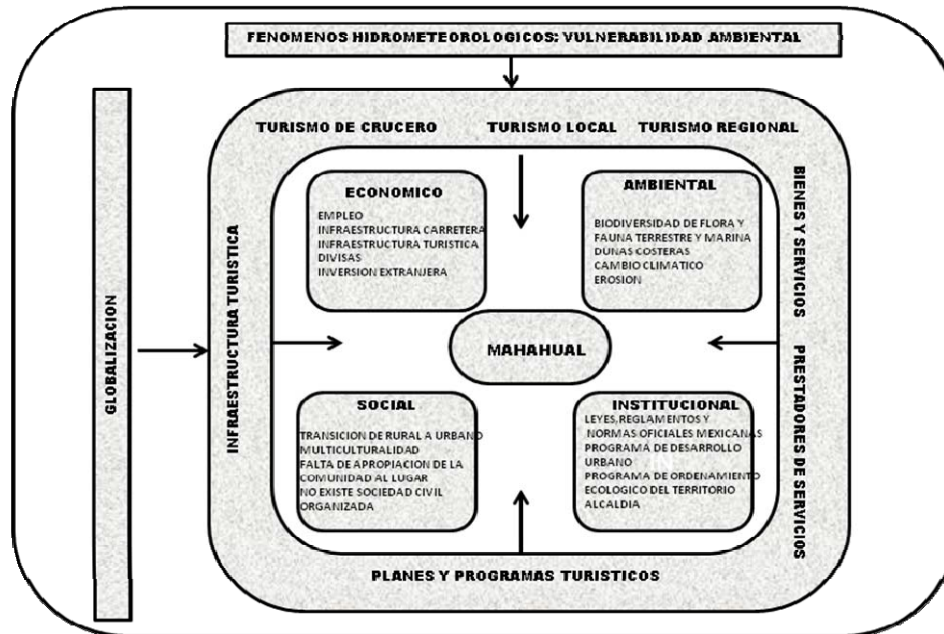 FENOMENOS HIDROMETEOROLOGICOS: VULNERABILIDAD AMBIENTAL
GLOBALIZACION
TURISMO DE CRUCERO
TURISMO LOCAL
TURISMO REGIONAL
INFRAESTRUCTURA TURISTICA
ECONOMICO
EMPLEO
INFRAESTRUCTURA CARRETERA
INFRAESTRUCTURA TURISTICA
DIVISAS
INVERSION EXTRANJERA
AMBIENTAL
BIODIVERSIDAD DE FLORA Y
FAUNA TERRESTRE Y MARINA
DUNAS COSTERAS
CAMBIO CLIMATICO
EROSION
BIENES Y SERVICIOS
PRESTADORES DE SERVICIOS
MAHAHUAL
SOCIAL
TRANSICION DE RURAL A URBANO
MULTICULTURALIDAD
FALTA DE APROPIACION DE LA
COMUNIDAD AL LUGAR
NO EXISTE SOCIEDAD CIVIL
ORGANIZADA
INSTITUCIONAL
LEYES, REGLAMENTOS Y
NORMAS OFICIALES MEXICANAS
PROGRAMA DE DESARROLLO
URBANO
PROGRAMA DE ORDENAMIENTO
ECOLOGICO DEL TERRITORIO
ALCALDIA
PLANES Y PROGRAMAS TURISTICOS